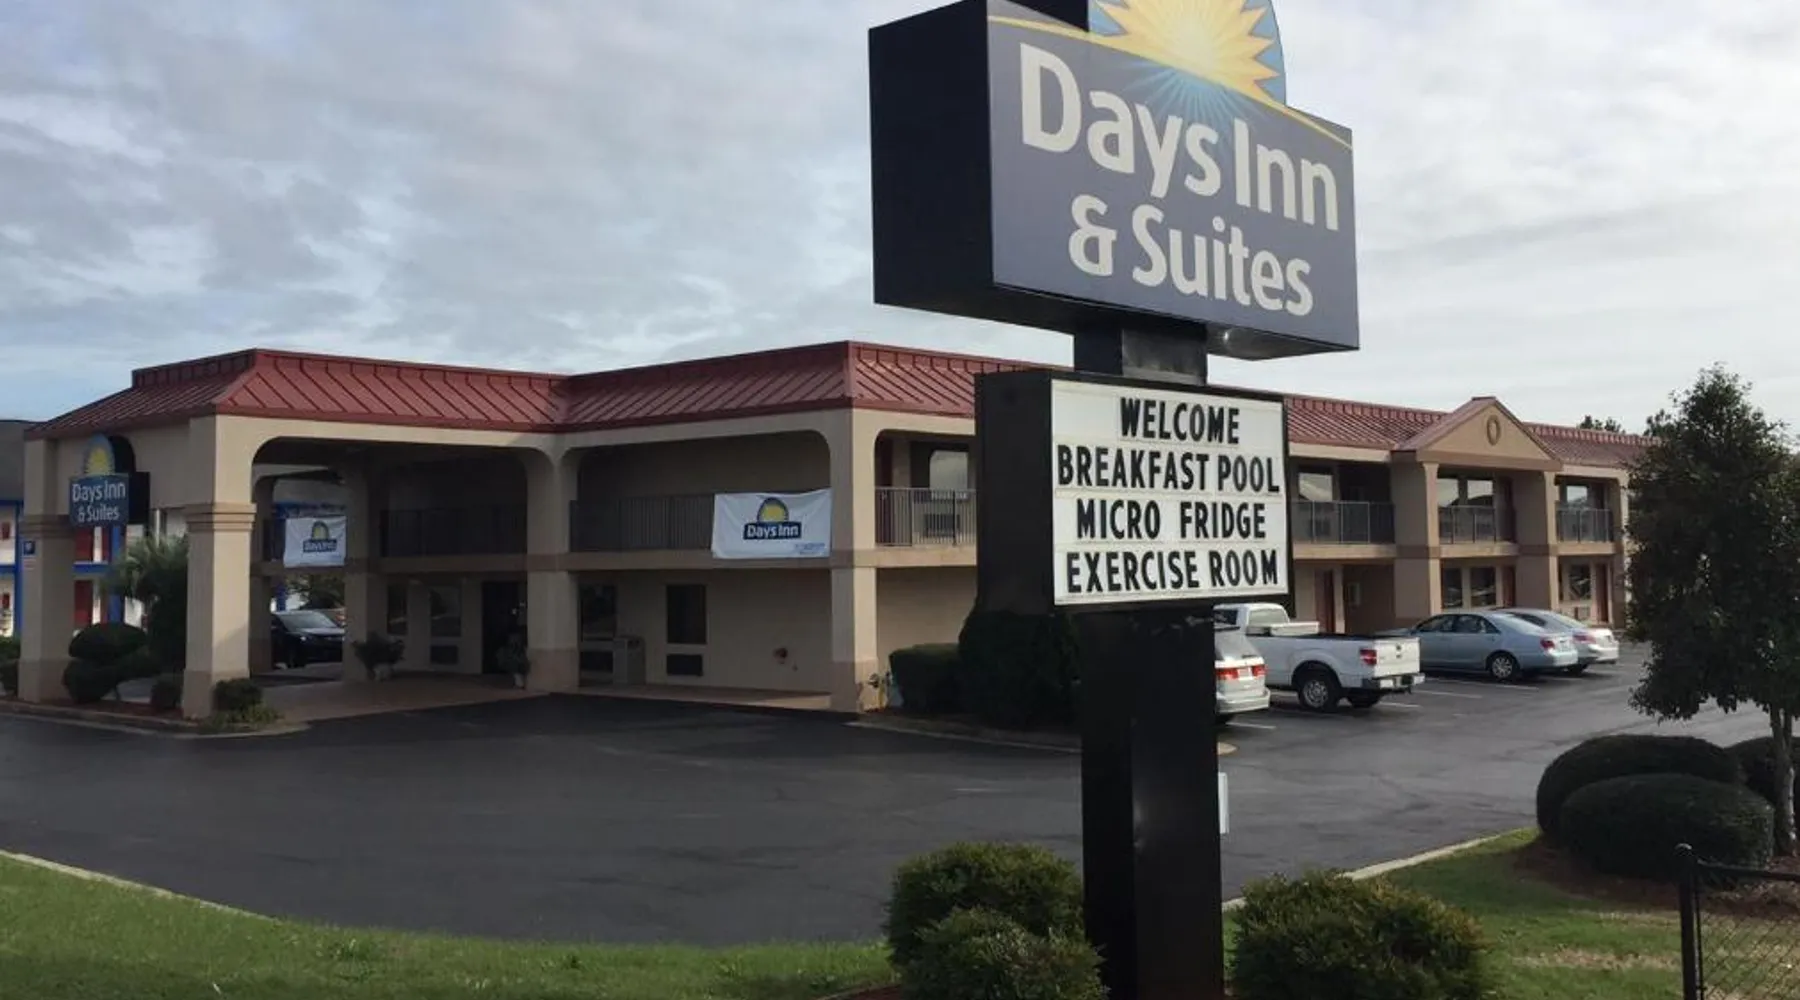 Days Inn
& Suites
WELCOME
BREAKFAST POOL
MICRO FRIDGE
EXERCISE ROOM
Days Inn
& Suites
Days Inn
Days Inn